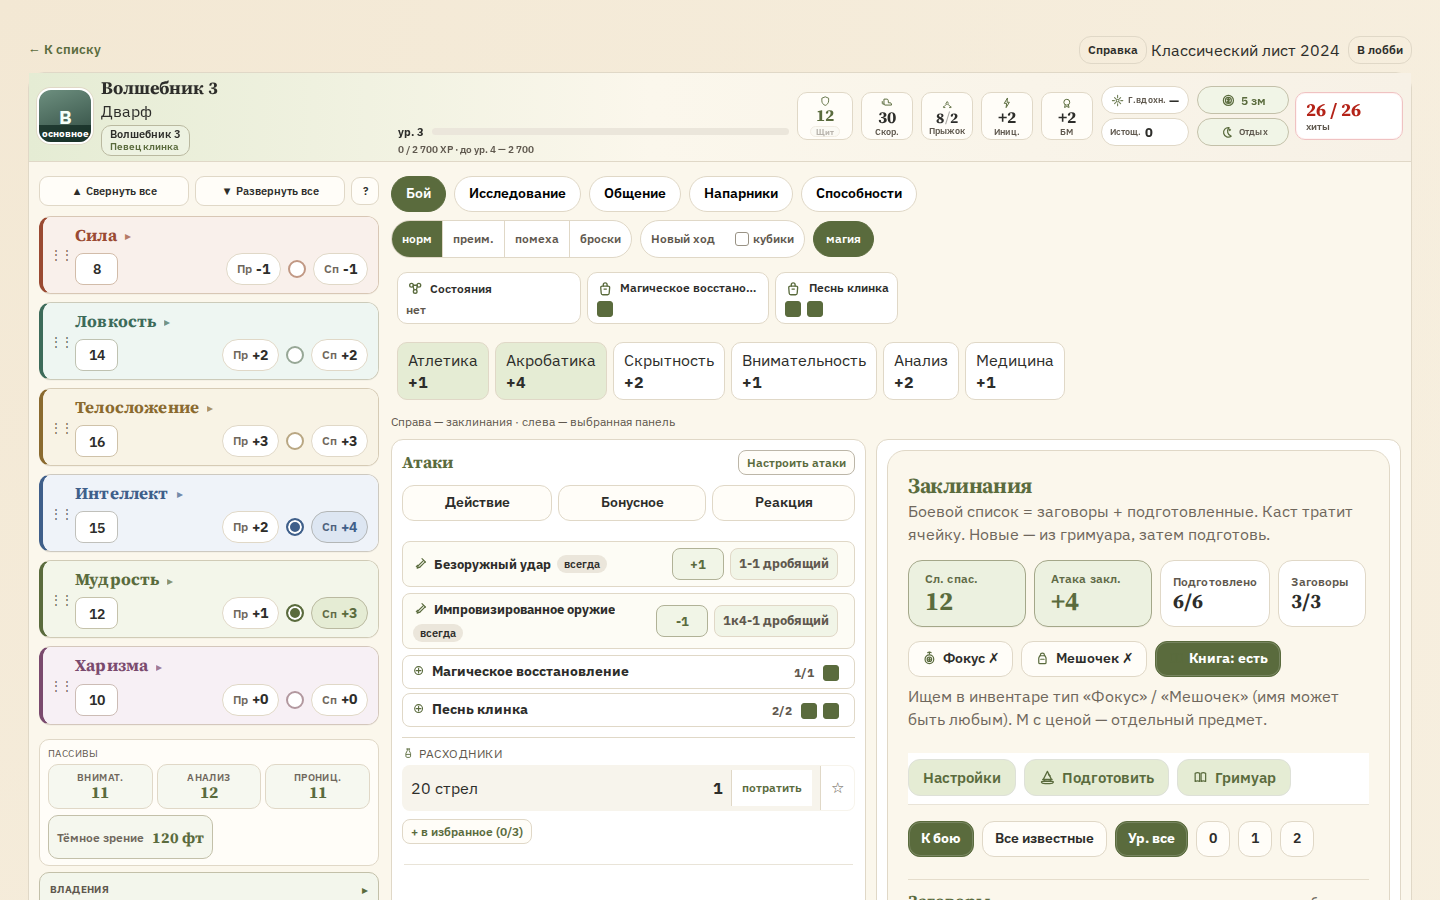 ← К списку
Справка
Классический лист 2024
В лобби
В
основное
Волшебник 3
Дварф
Волшебник 3
Певец клинка
ур. 3
0 / 2 700 XP · до ур. 4 — 2 700
12
Щит
30
Скор.
8/2
Прыжок
+2
Иниц.
+2
БМ
Г.вдохн. —
Истощ. 0
5 зм
Отдых
26 / 26
хиты
▲ Свернуть все
▼ Развернуть все
?
Сила ▸
8
Пр -1
Сп -1
Ловкость ▸
14
Пр +2
Сп +2
Телосложение ▸
16
Пр +3
Сп +3
Интеллект ▸
15
Пр +2
Сп +4
Мудрость ▸
12
Пр +1
Сп +3
Харизма ▸
10
Пр +0
Сп +0
ПАССИВЫ
ВНИМАТ.
11
АНАЛИЗ
12
ПРОНИЦ.
11
Тёмное зрение 120 фт
ВЛАДЕНИЯ ▸
Бой
Исследование
Общение
Напарники
Способности
норм
преим.
помеха
броски
Новый ход
кубики
магия
Состояния
нет
Магическое восстано...
Песнь клинка
Атлетика
+1
Акробатика
+4
Скрытность
+2
Внимательность
+1
Анализ
+2
Медицина
+1
Справа — заклинания · слева — выбранная панель
Атаки
Настроить атаки
Действие
Бонусное
Реакция
Безоружный удар всегда
+1
1-1 дробящий
Импровизированное оружие
всегда
-1
1к4-1 дробящий
Магическое восстановление
1/1
Песнь клинка
2/2
РАСХОДНИКИ
20 стрел
1
потратить
☆
+ в избранное (0/3)
Заклинания
Боевой список = заговоры + подготовленные. Каст тратит
ячейку. Новые — из гримуара, затем подготовь.
Сл. спас.
12
Атака закл.
+4
Подготовлено
6/6
Заговоры
3/3
Фокус ✗
Мешочек ✗
Книга: есть
Ищем в инвентаре тип «Фокус» / «Мешочек» (имя может
быть любым). М с ценой — отдельный предмет.
Настройки
Подготовить
Гримуар
К бою
Все известные
Ур. все
0
1
2